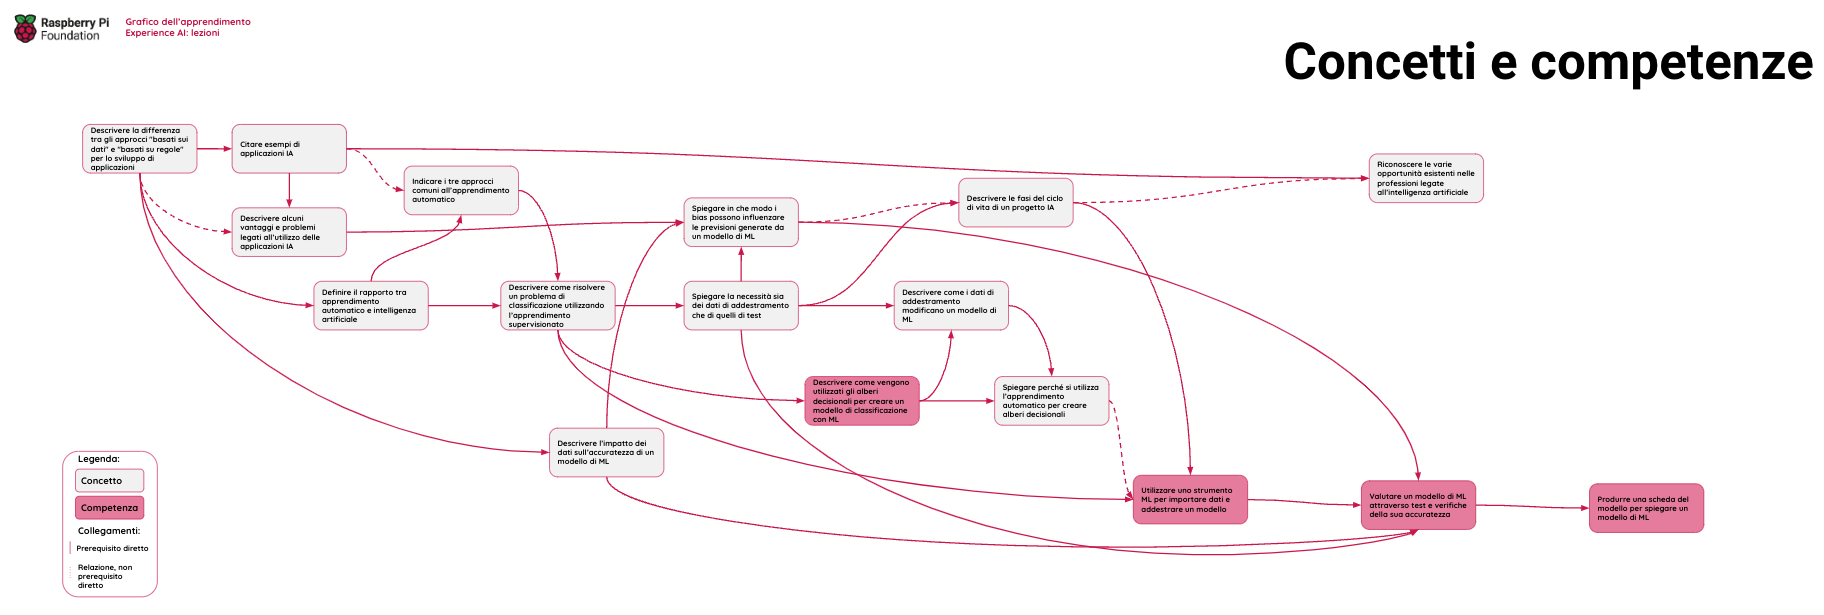 Raspberry Pi
Foundation
Grafico dell'apprendimento
Experience AI: lezioni
Concetti e competenze
Descrivere la differenza
tra gli approcci "basati sui
dati" e "basati su regole"
per lo sviluppo di
applicazioni
Citare esempi di
applicazioni IA
Indicare i tre approcci
comuni all'apprendimento
automatico
Descrivere alcuni
vantaggi e problemi
legati all'utilizzo delle
applicazioni IA
Spiegare in che modo i
bias possono influenzare
le previsioni generate da
un modello di ML
Descrivere le fasi del ciclo
di vita di un progetto IA
Riconoscere le varie
opportunità esistenti nelle
professioni legate
all'intelligenza artificiale
Definire il rapporto tra
apprendimento
automatico e intelligenza
artificiale
Descrivere come risolvere
un problema di
classificazione utilizzando
l'apprendimento
supervisionato
Spiegare la necessità sia
dei dati di addestramento
che di quelli di test
Descrivere come i dati di
addestramento
modificano un modello di
ML
Descrivere come vengono
utilizzati gli alberi
decisionali per creare un
modello di classificazione
con ML
Spiegare perché si utilizza
l'apprendimento
automatico per creare
alberi decisionali
Descrivere l'impatto dei
dati sull'accuratezza di un
modello di ML
Utilizzare uno strumento
ML per importare dati e
addestrare un modello
Valutare un modello di ML
attraverso test e verifiche
della sua accuratezza
Produrre una scheda del
modello per spiegare un
modello di ML
Legenda:
Concetto
Competenza
Collegamenti:
Prerequisito diretto
Relazione, non
prerequisito
diretto